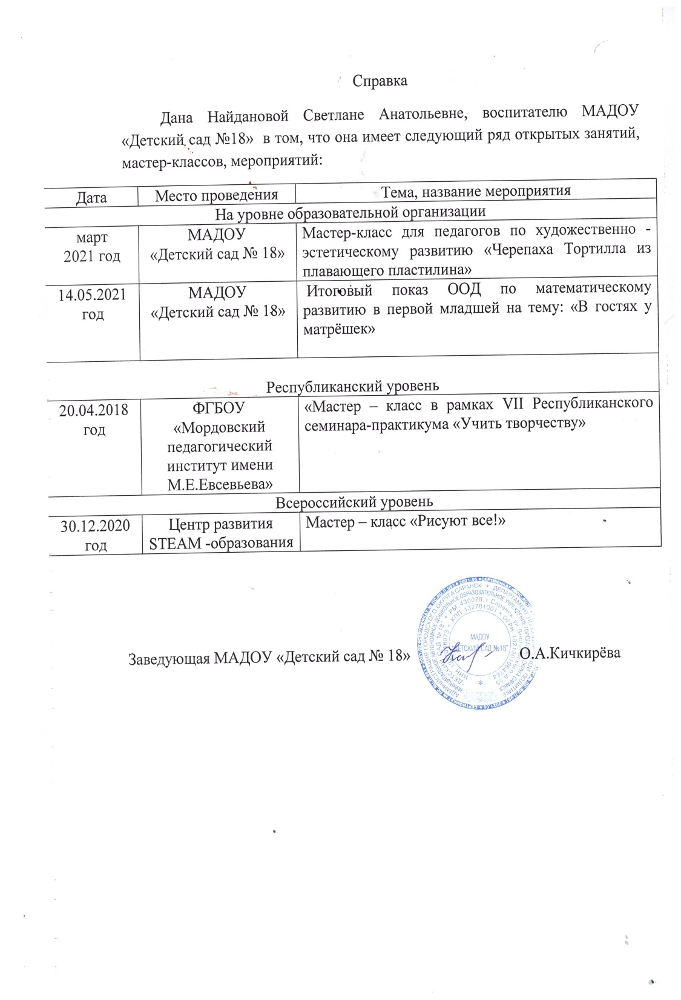 Справка
Дана Найдановой Светлане Анатольевне, воспитателю МАДОУ
«Детский сад №18» в том, что она имеет следующий ряд открытых занятий,
мастер-классов, мероприятий:
Дата Место проведения Тема, название мероприятия
На уровне образовательной организации
март
2021 год
МАДОУ
«Детский сад № 18»
Мастер-класс для педагогов по художественно -
эстетическому развитию «Черепаха Тортилла из
плавающего пластилина»
14.05.2021
год
МАДОУ
«Детский сад № 18»
Итоговый показ ООД по математическому
развитию в первой младшей на тему: «В гостях у
матрёшек»
Республиканский уровень
20.04.2018
год
ФГБОУ
«Мордовский
педагогический
институт имени
М.Е.Евсевьева»
«Мастер – класс в рамках VII Республиканского
семинара-практикума «Учить творчеству»
Всероссийский уровень
30.12.2020
год
Центр развития
STEAM -образования
Мастер – класс «Рисуют все!»
Заведующая МАДОУ «Детский сад № 18» О.А.Кичкирёва
МАДОУ
"ДЕТСКИЙ САД №18"